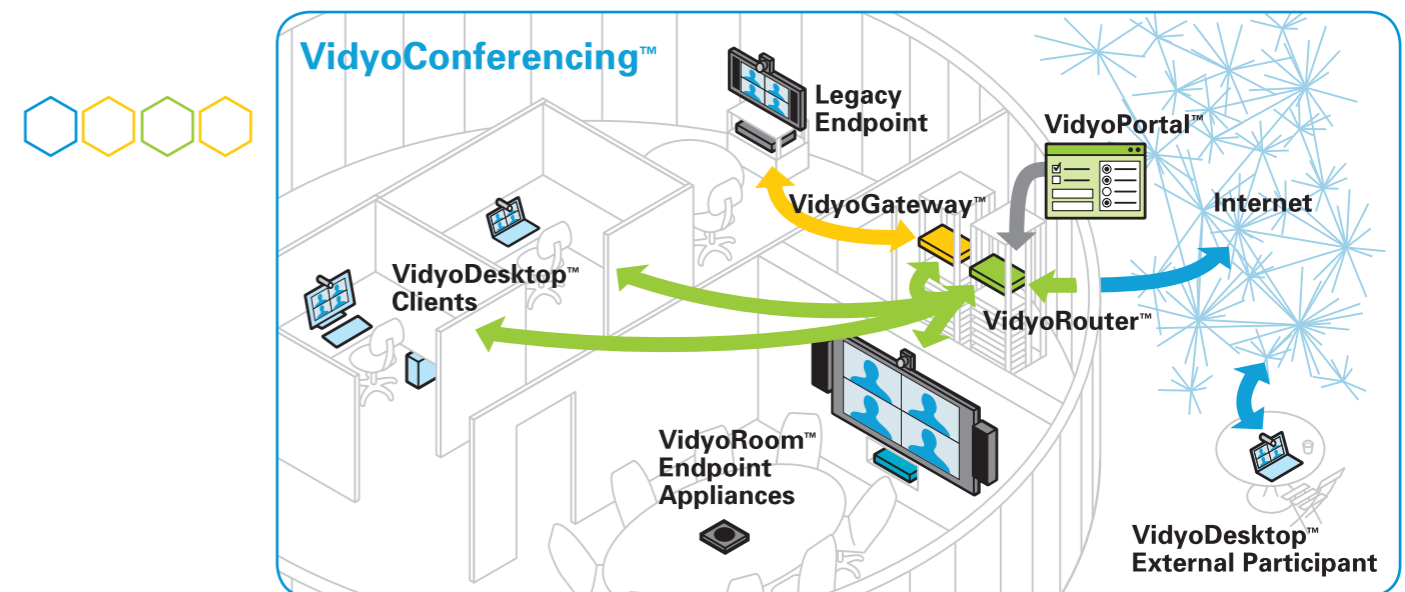 VidyoConferencing™
Legacy
Endpoint
VidyoPortal™
VidyoGateway™
Internet
VidyoDesktop™
Clients
VidyoRouter™
VidyoRoom™
Endpoint
Appliances
VidyoDesktop™
External Participant